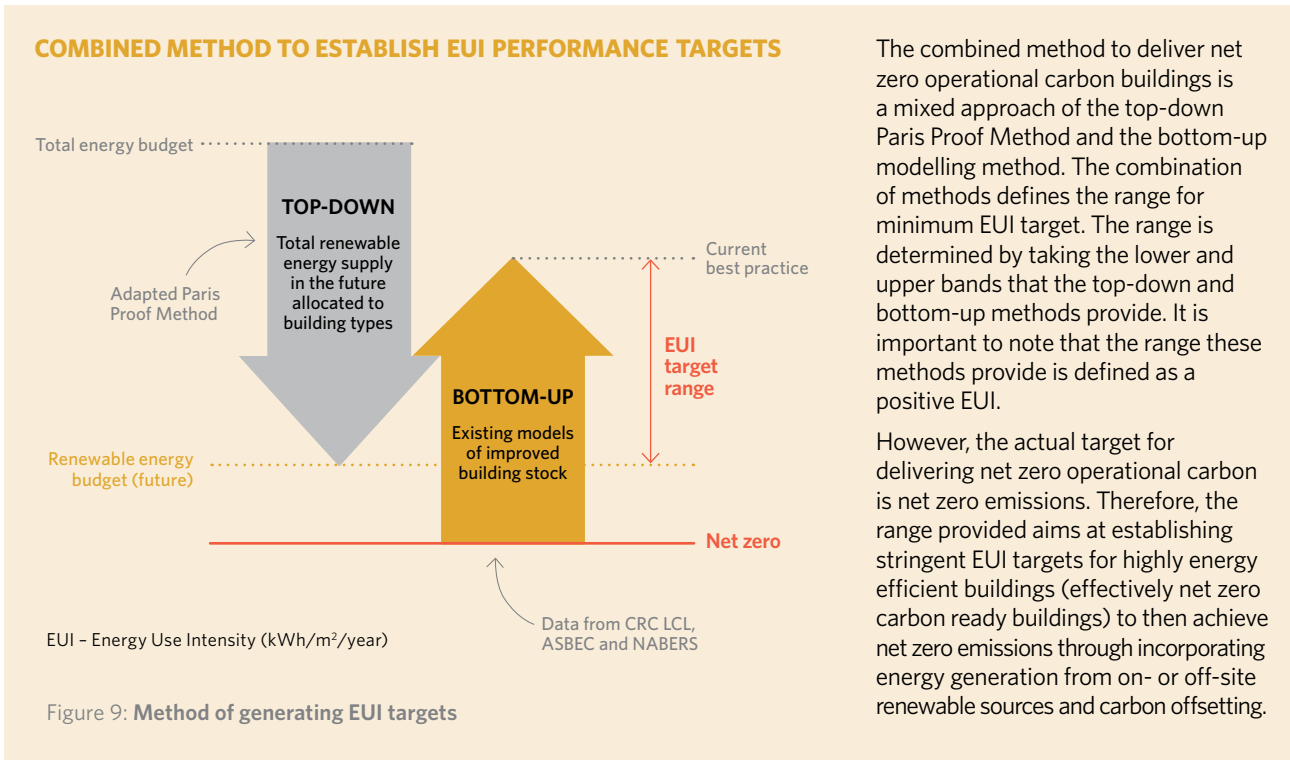 COMBINED METHOD TO ESTABLISH EUI PERFORMANCE TARGETS
Total energy budget
TOP-DOWN
Total renewable
energy supply
in the future
allocated to
building types
Adapted Paris
Proof Method
Current
best practice
EUI
target
range
BOTTOM-UP
Existing models
of improved
building stock
Renewable energy
budget (future)
Net zero
Data from CRC LCL,
ASBEC and NABERS
EUI – Energy Use Intensity (kWh/m²/year)
Figure 9: Method of generating EUI targets
The combined method to deliver net
zero operational carbon buildings is
a mixed approach of the top-down
Paris Proof Method and the bottom-up
modelling method. The combination
of methods defines the range for
minimum EUI target. The range is
determined by taking the lower and
upper bands that the top-down and
bottom-up methods provide. It is
important to note that the range these
methods provide is defined as a
positive EUI.
However, the actual target for
delivering net zero operational carbon
is net zero emissions. Therefore, the
range provided aims at establishing
stringent EUI targets for highly energy
efficient buildings (effectively net zero
carbon ready buildings) to then achieve
net zero emissions through incorporating
energy generation from on- or off-site
renewable sources and carbon offsetting.